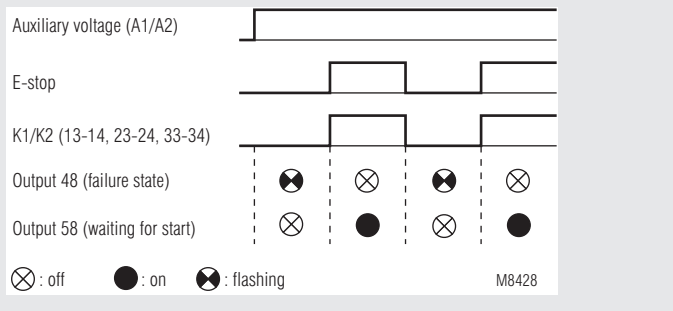 Auxiliary voltage (A1/A2)
E-stop
K1/K2 (13-14, 23-24, 33-34)
Output 48 (failure state)
Output 58 (waiting for start)
: off : on : flashing M8428